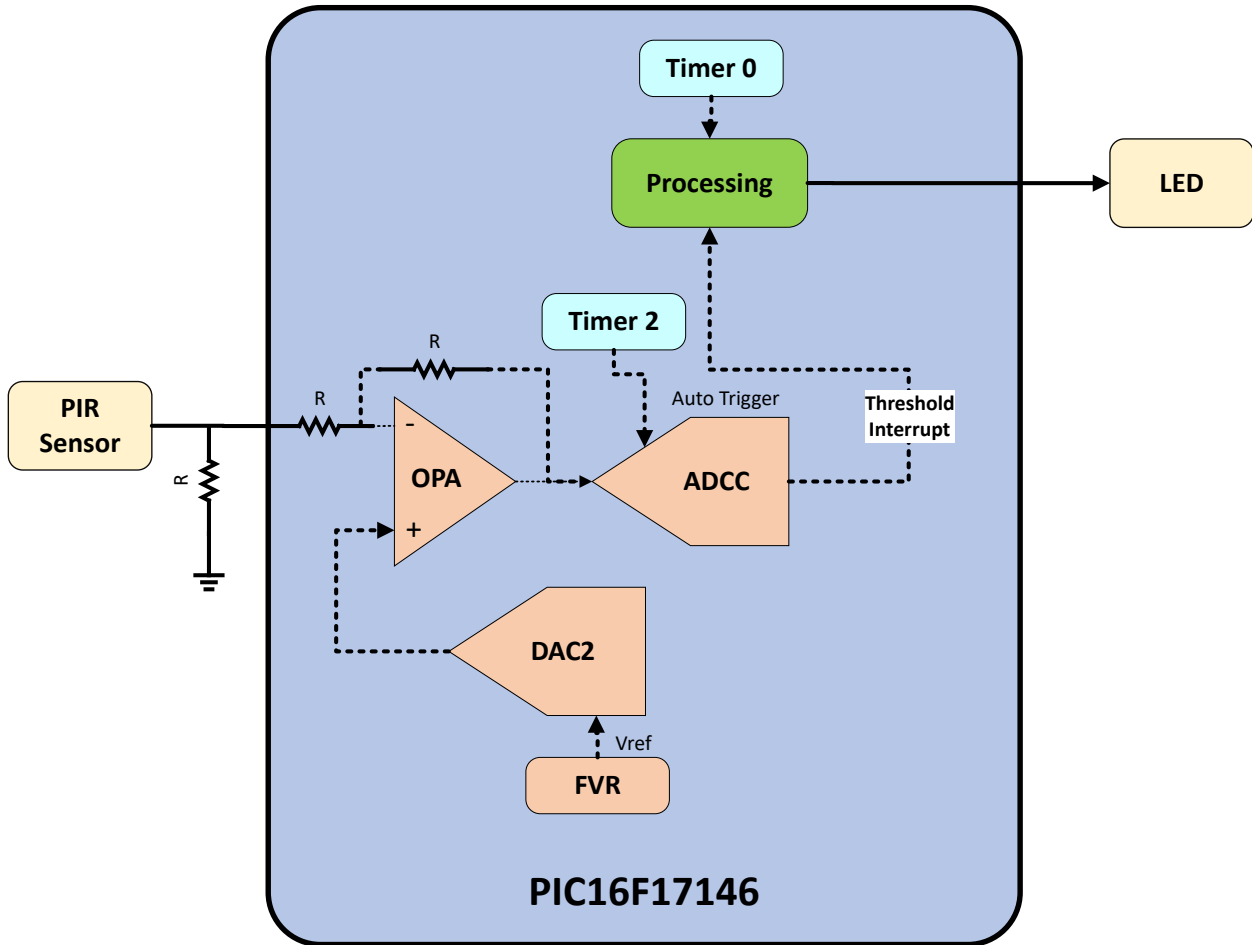 Timer 0
Processing
LED
Timer 2
R
R
Auto Trigger
Threshold
Interrupt
PIR
Sensor
R
-
OPA
+
ADCC
DAC2
Vref
FVR
PIC16F17146